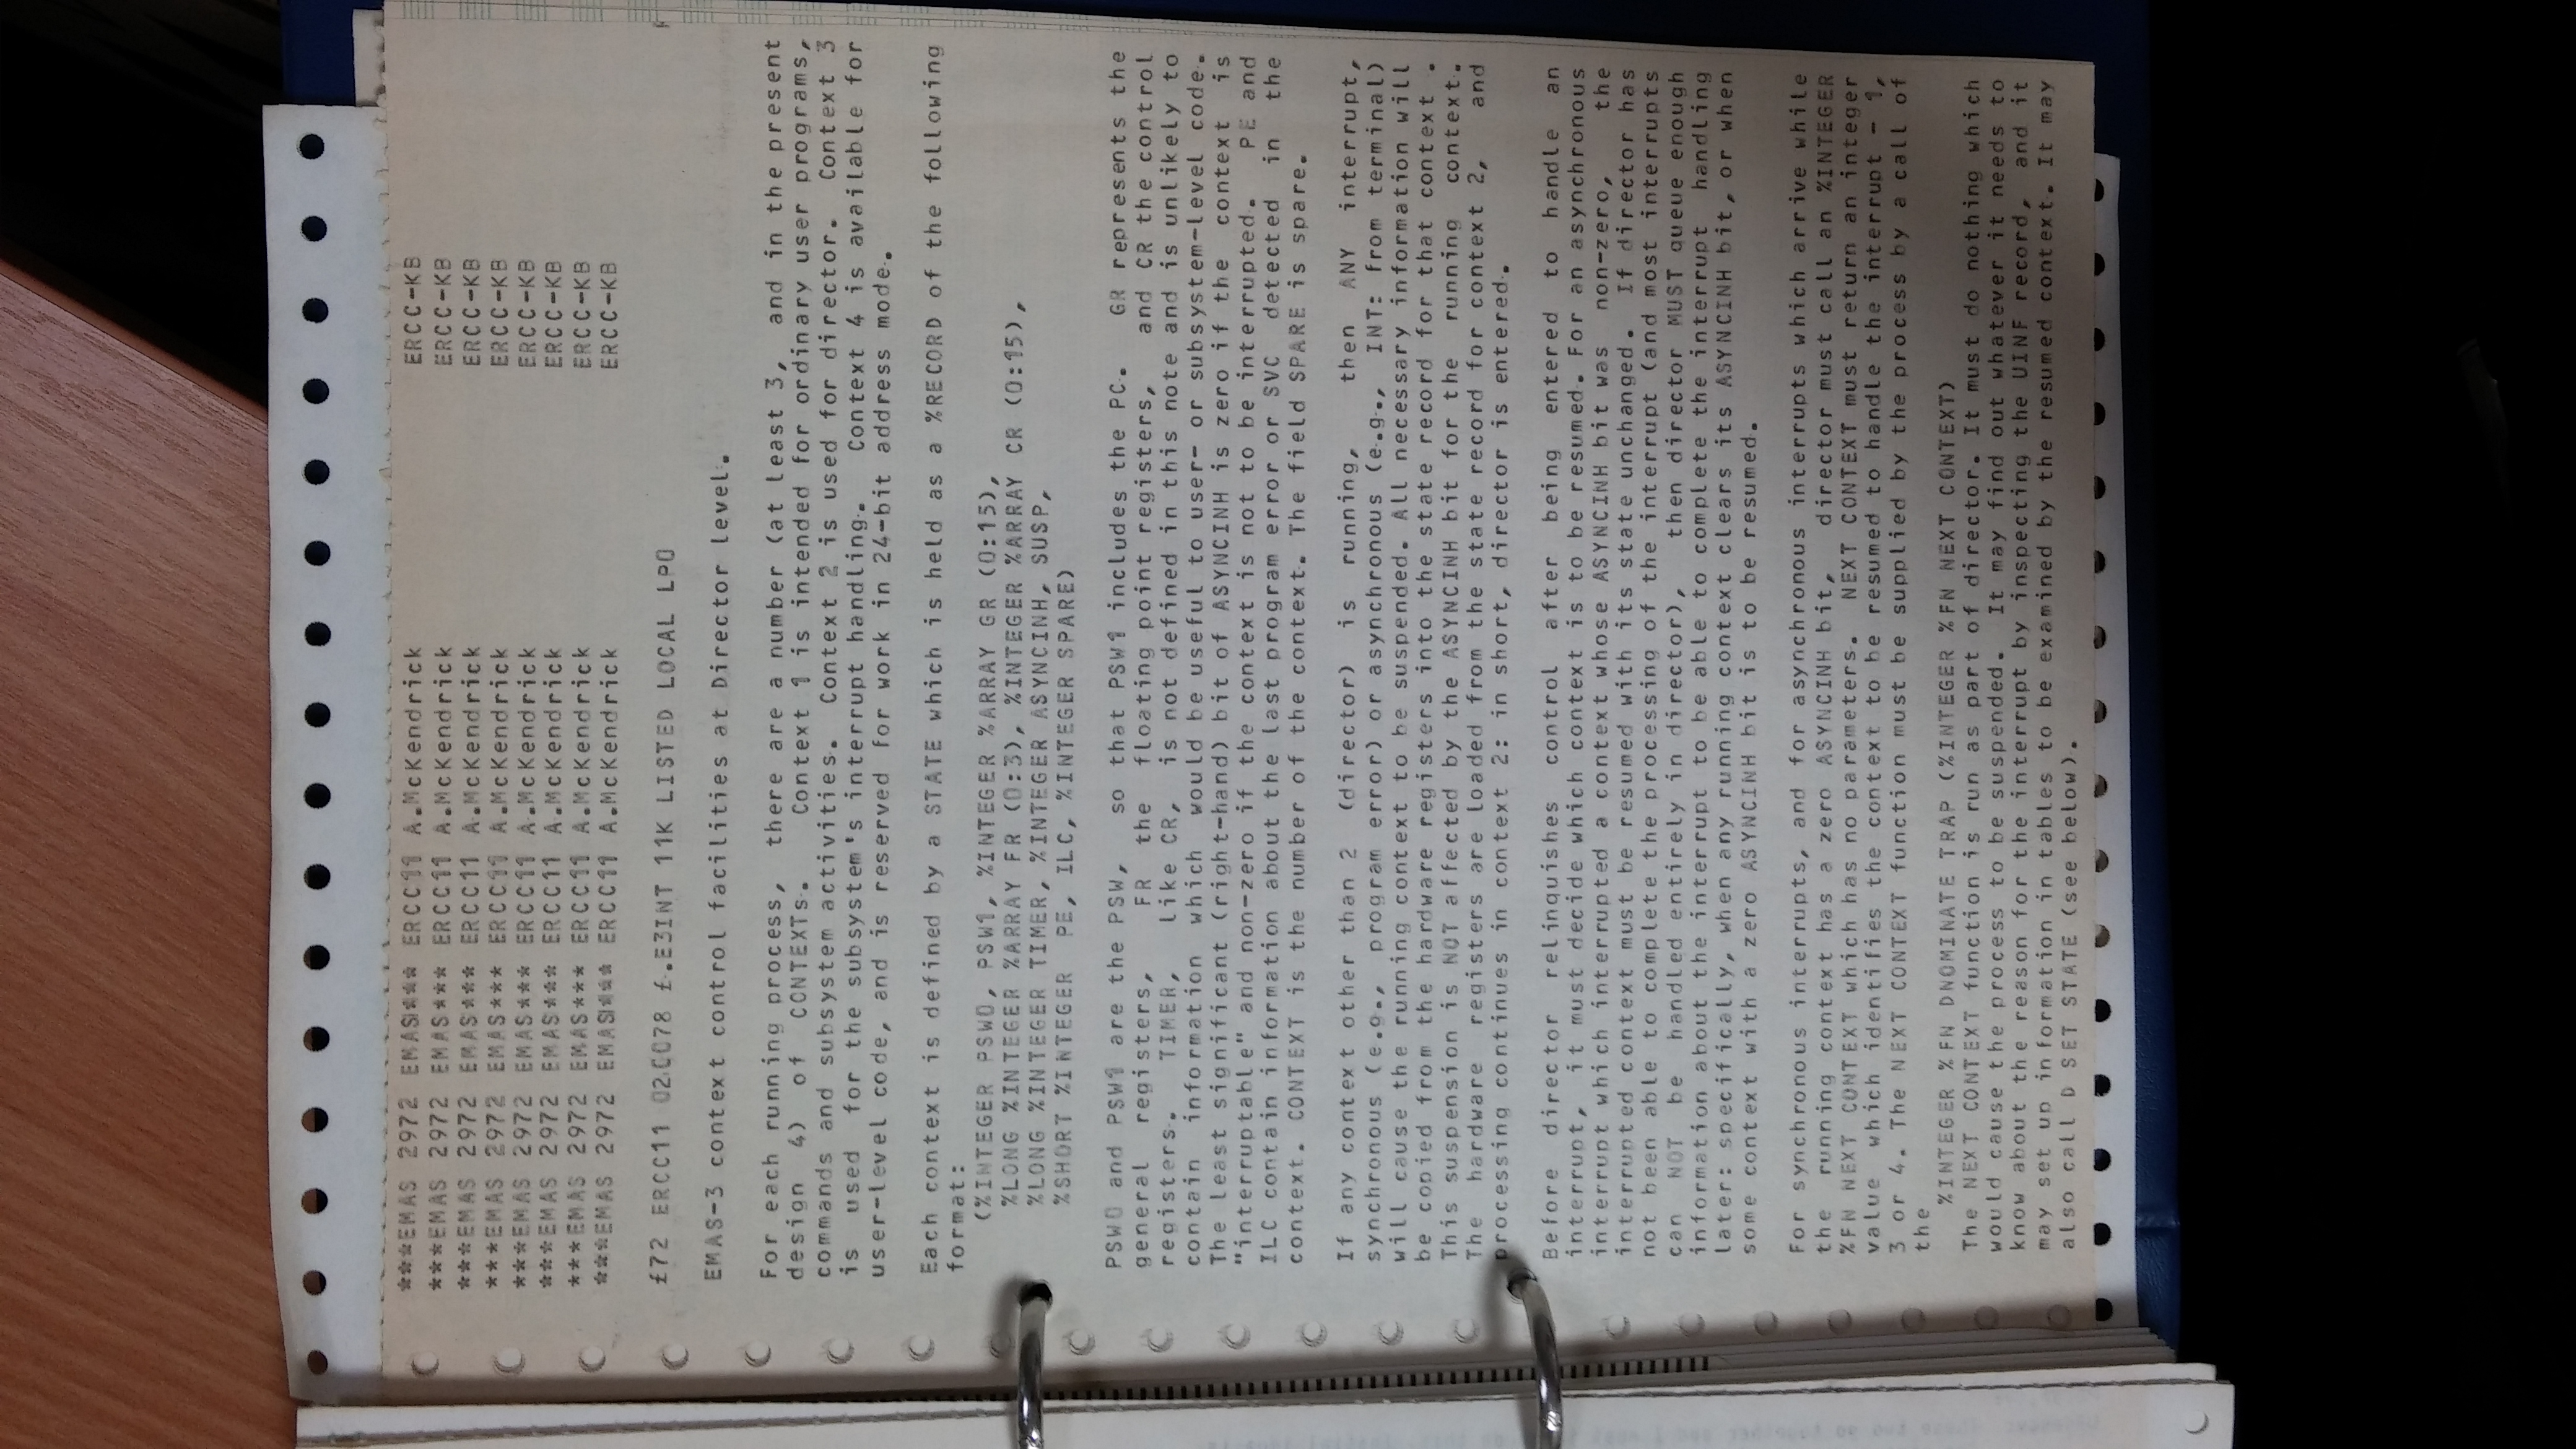 ***EMAS 2972  EMAS***  ERCC11  A.McKendrick                    ERCC-KB
***EMAS 2972  EMAS***  ERCC11  A.McKendrick                    ERCC-KB
***EMAS 2972  EMAS***  ERCC11  A.McKendrick                    ERCC-KB
***EMAS 2972  EMAS***  ERCC11  A.McKendrick                    ERCC-KB
***EMAS 2972  EMAS***  ERCC11  A.McKendrick                    ERCC-KB
***EMAS 2972  EMAS***  ERCC11  A.McKendrick                    ERCC-KB
***EMAS 2972  EMAS***  ERCC11  A.McKendrick                    ERCC-KB
***EMAS 2972  EMAS***  ERCC11  A.McKendrick                    ERCC-KB
£72 ERCC11 020078 £.E3INT 11K LISTED LOCAL LP0
EMAS-3 context control facilities at Director level.
For each running process, there are a number (at least 3, and in the present
design 4) of CONTEXTs. Context 1 is intended for ordinary user programs,
commands and subsystem activities. Context 2 is used for director. Context 3
is used for the subsystem's interrupt handling. Context 4 is available for
user-level code, and is reserved for work in 24-bit address mode.
Each context is defined by a STATE which is held as a %RECORD of the following
format:
(%INTEGER PSW0, PSW1, %INTEGER %ARRAY GR (0:15),
%LONG %INTEGER %ARRAY FR (0:3), %INTEGER %ARRAY CR (0:15),
%LONG %INTEGER TIMER, %INTEGER ASYNCINH, SUSP,
%SHORT %INTEGER PE, ILC, %INTEGER SPARE)
PSW0 and PSW1 are the PSW, so that PSW1 includes the PC. GR represents the
general registers, FR the floating point registers, and CR the control
registers. TIMER, like CR, is not defined in this note and is unlikely to
contain information which would be useful to user- or subsystem-level code.
The least significant (right-hand) bit of ASYNCINH is zero if the context is
"interruptable" and non-zero if the context is not to be interrupted. PE and
ILC contain information about the last program error or SVC detected in the
context. CONTEXT is the number of the context. The field SPARE is spare.
If any context other than 2 (director) is running, then ANY interrupt,
synchronous (e.g., program error) or asynchronous (e.g., INT: from terminal)
will cause the running context to be suspended. All necessary information will
be copied from the hardware registers into the state record for that context .
This suspension is NOT affected by the ASYNCINH bit for the running context.
The hardware registers are loaded from the state record for context 2, and
processing continues in context 2: in short, director is entered.
Before director relinquishes control after being entered to handle an
interrupt, it must decide which context is to be resumed. For an asynchronous
interrupt which interrupted a context whose ASYNCINH bit was non-zero, the
interrupted context must be resumed with its state unchanged. If director has
not been able to complete the processing of the interrupt (and most interrupts
can NOT be handled entirely in director), then director MUST queue enough
information about the interrupt to be able to complete the interrupt handling
later: specifically, when any running context clears its ASYNCINH bit, or when
some context with a zero ASYNCINH bit is to be resumed.
For synchronous interrupts, and for asynchronous interrupts which arrive while
the running context has a zero ASYNCINH bit, director must call an %INTEGER
%FN NEXT CONTEXT which has no parameters. NEXT CONTEXT must return an integer
value which identifies the context to be resumed to handle the interrupt - 1,
3 or 4. The NEXT CONTEXT function must be supplied by the process by a call of
the
%INTEGER %FN DNOMINATE TRAP (%INTEGER %FN NEXT CONTEXT)
The NEXT CONTEXT function is run as part of director. It must do nothing which
would cause the process to be suspended. It may find out whatever it needs to
know about the reason for the interrupt by inspecting the UINF record, and it
may set up information in tables to be examined by the resumed context. It may
also call D SET STATE (see below).